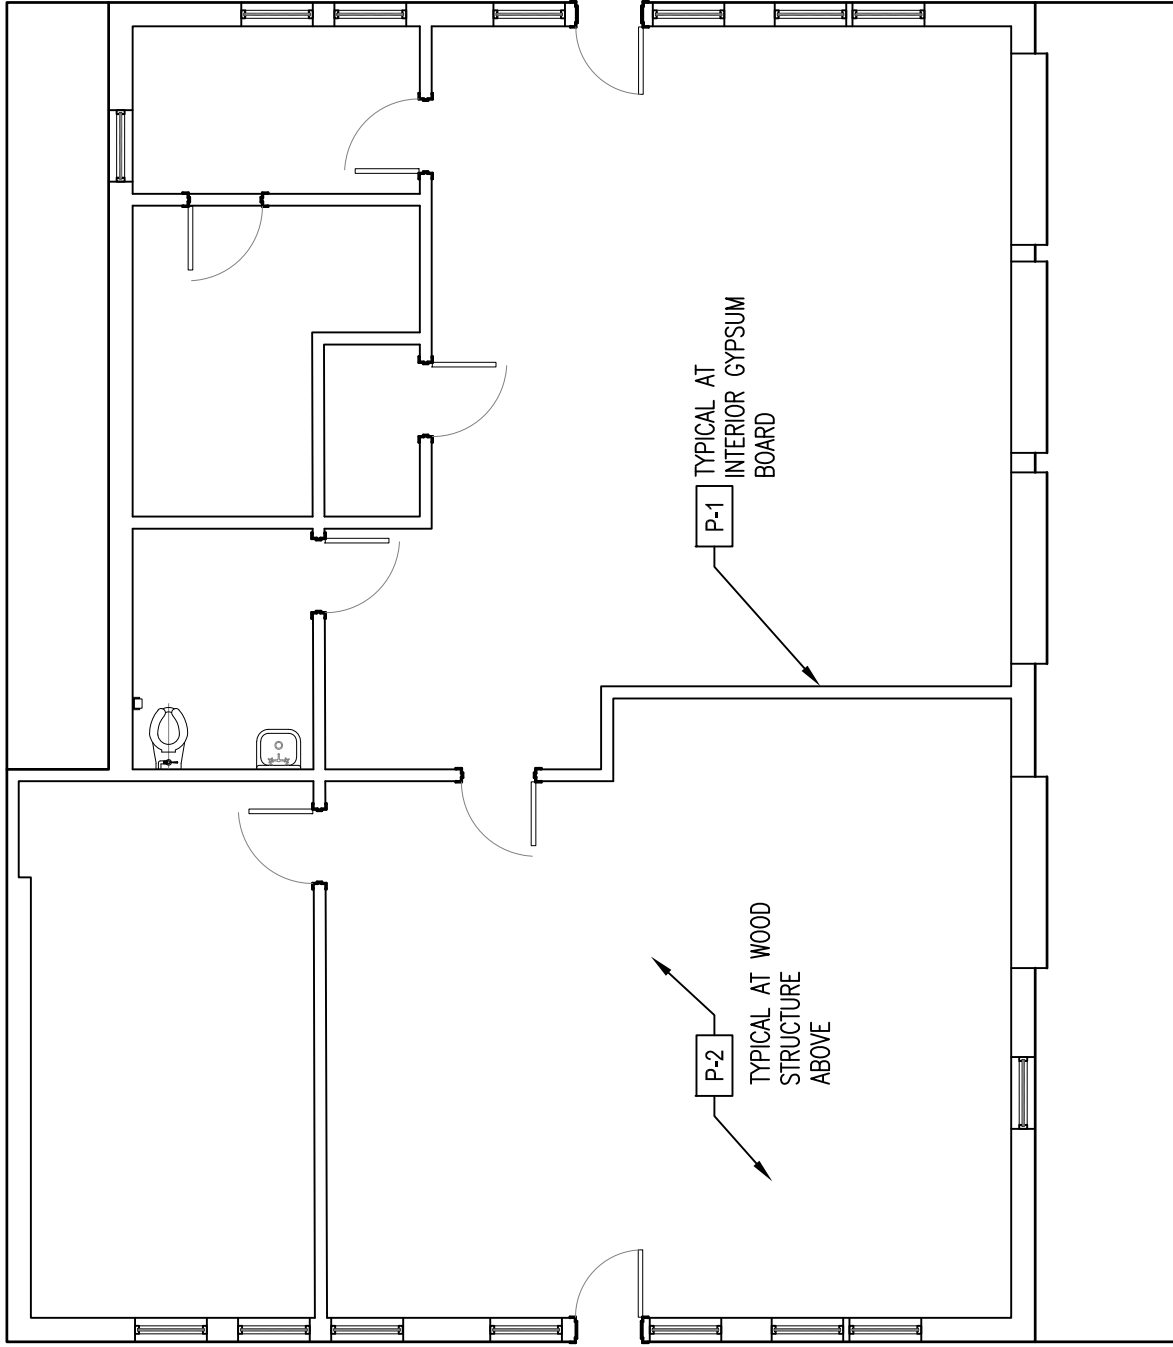 P-1
TYPICAL AT
INTERIOR GYPSUM
BOARD
P-2
TYPICAL AT WOOD
STRUCTURE
ABOVE